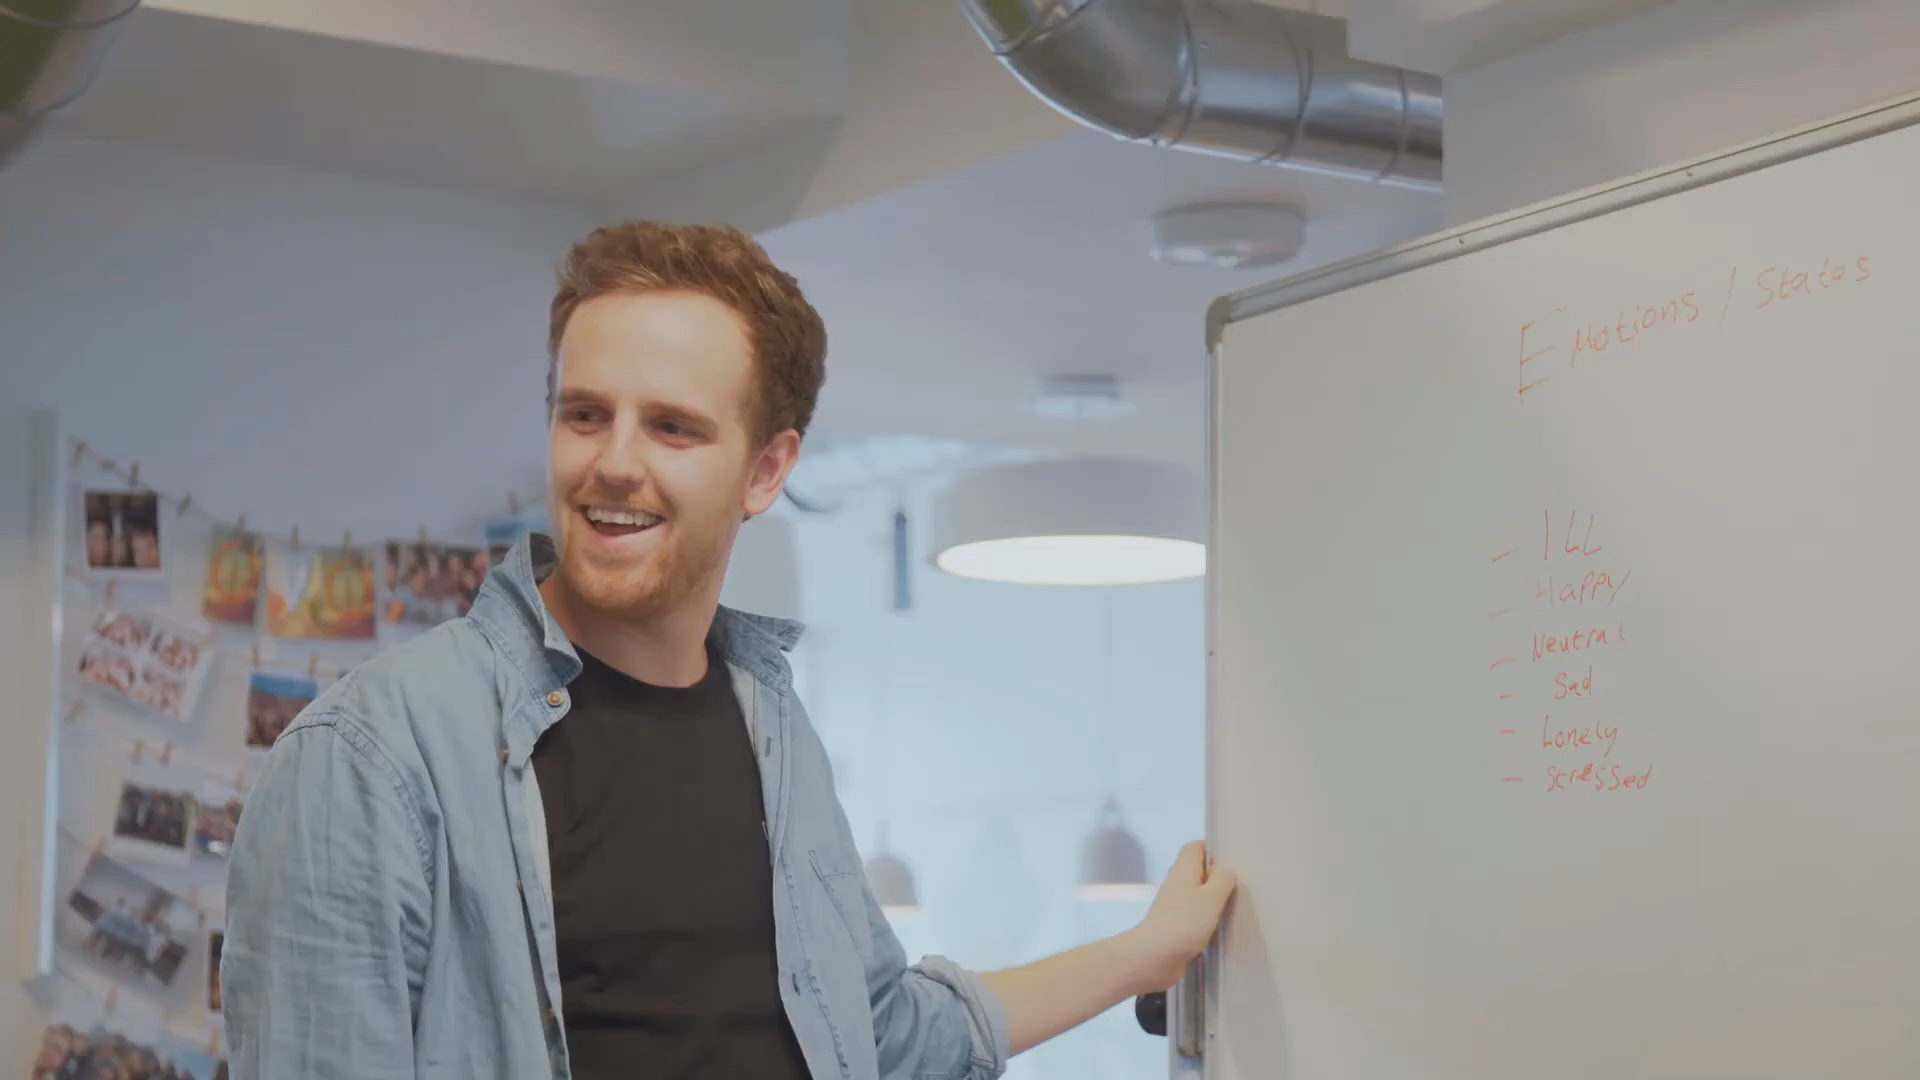 Emotions / States
- ILL
- Happy
- Neutral
- Sad
- Lonely
- Stressed